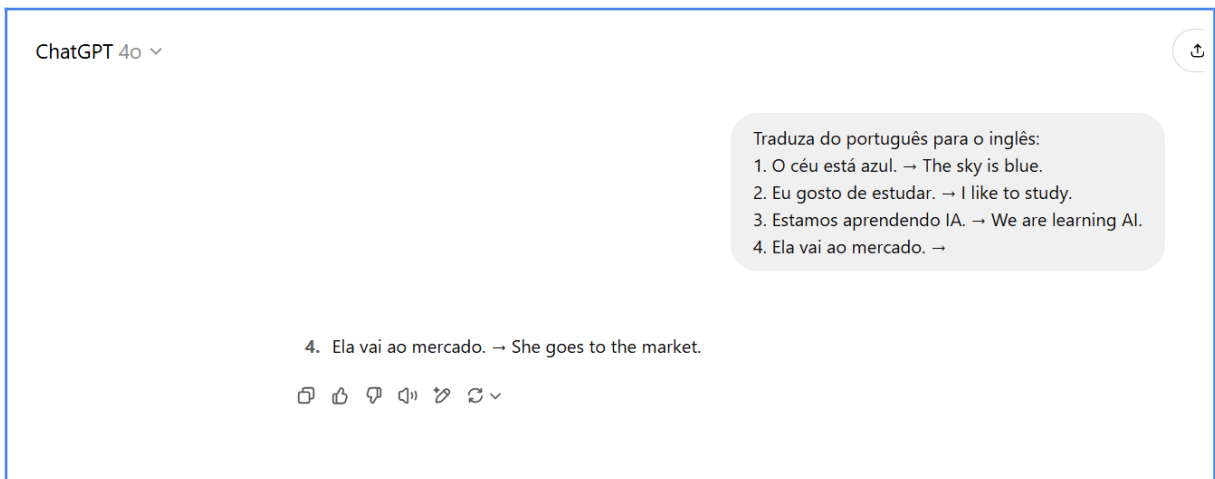 ChatGPT 4o
Traduza do português para o inglês:
1. O céu está azul. → The sky is blue.
2. Eu gosto de estudar. → I like to study.
3. Estamos aprendendo IA. → We are learning AI.
4. Ela vai ao mercado. →
4. Ela vai ao mercado. → She goes to the market.